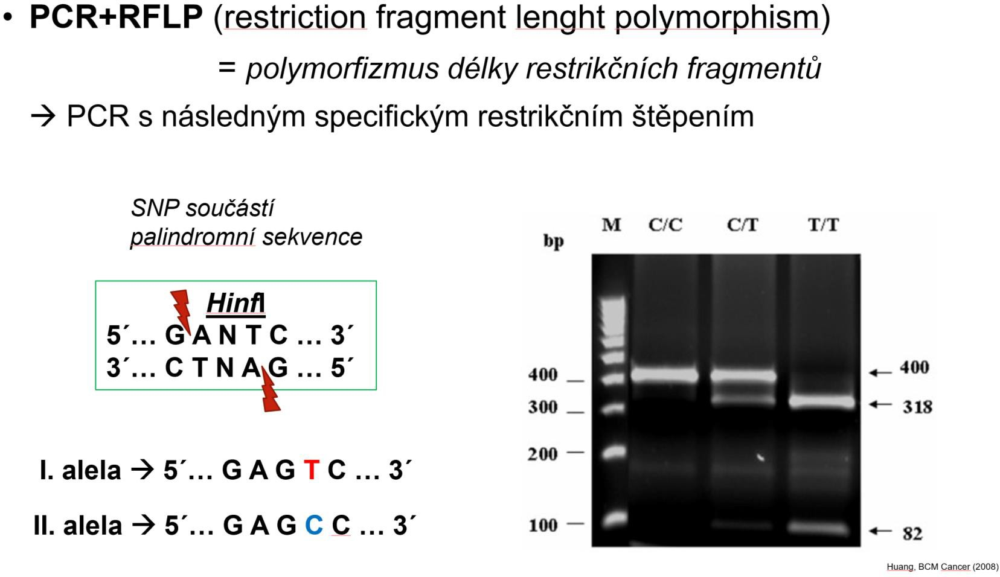 • PCR+RFLP (restriction fragment lenght polymorphism)
= polymorfizmus délky restrikčních fragmentů
→ PCR s následným specifickým restrikčním štěpením
SNP součástí
palindromní sekvence
HinfI
5´... G A N T C ... 3´
3´... C T N A G ... 5´
I. alela → 5´... G A G T C ... 3´
II. alela → 5´... G A G C C ... 3´
M C/C C/T T/T
bp
400
300
200
100
400
318
82
Huang, BCM Cancer (2008)